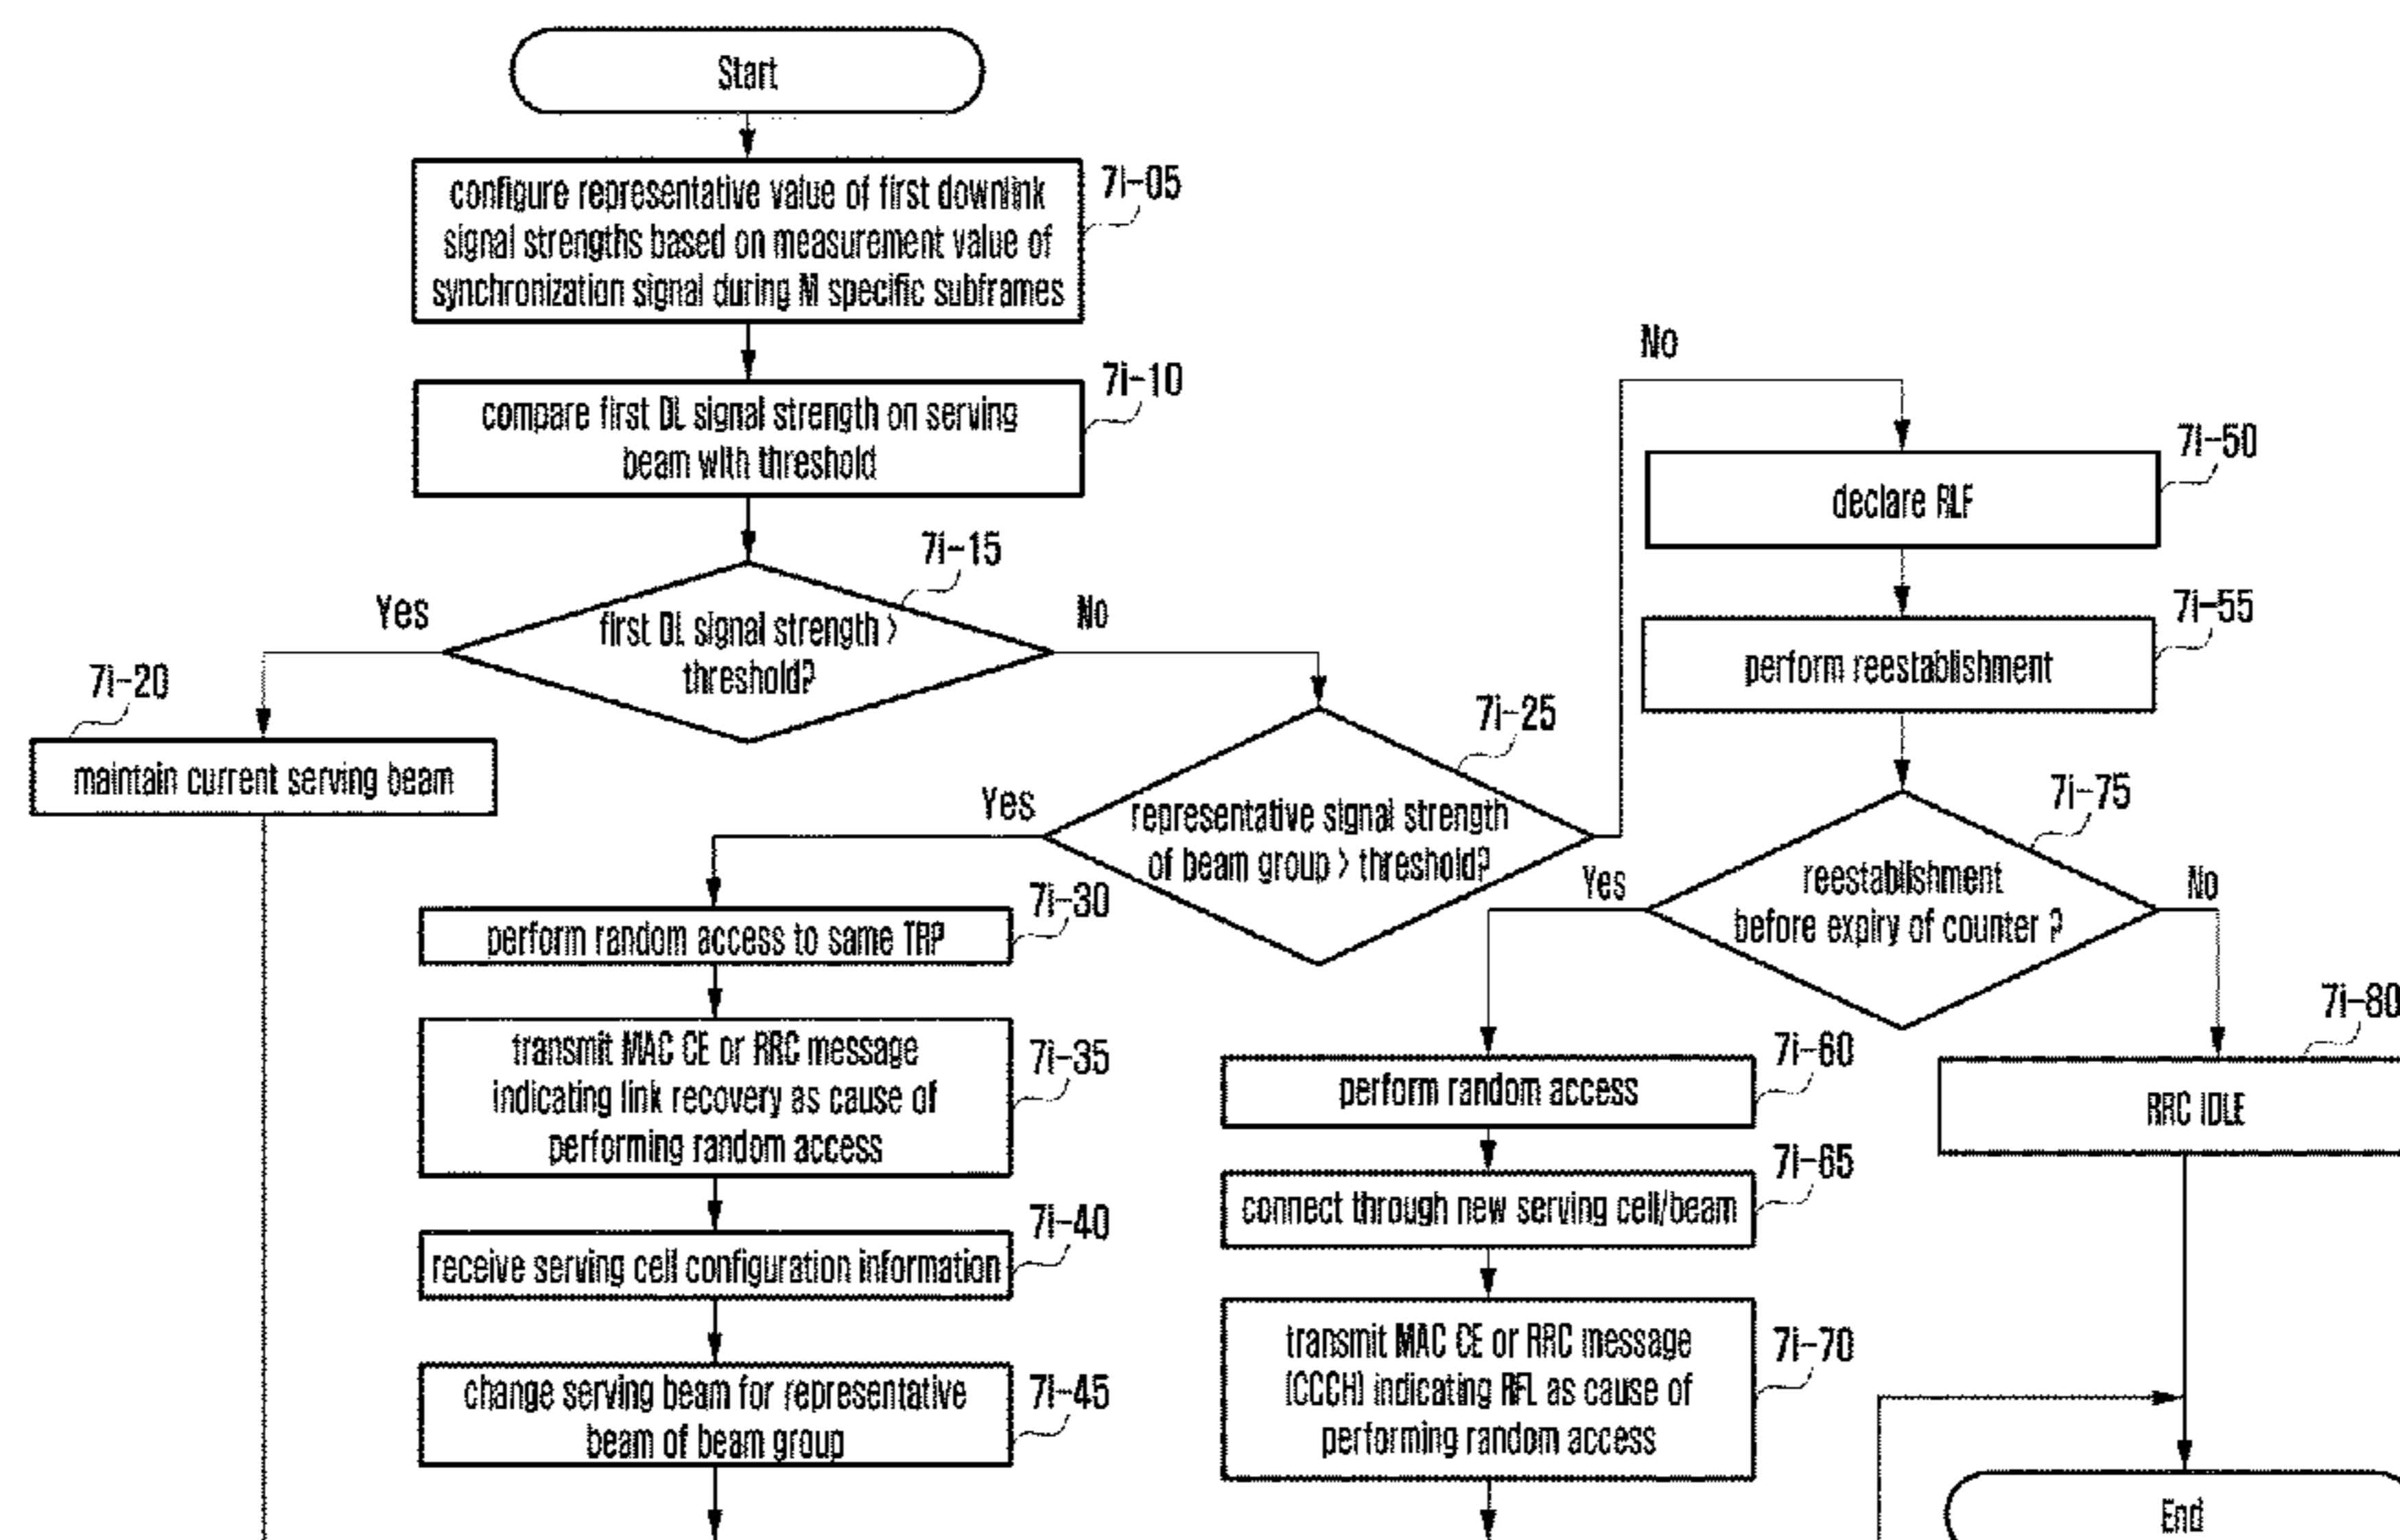 Start
configure representative value of first downlink
signal strengths based on measurement value of
synchronization signal during M specific subframes
7i-05
compare first DL signal strength on serving
beam with threshold
7i-10
first DL signal strength >
threshold?
7i-15
Yes
No
7i-20
maintain current serving beam
7i-25
representative signal strength
of beam group > threshold?
Yes
No
7i-30
perform random access to same TRP
transmit MAC CE or RRC message
indicating link recovery as cause of
performing random access
7i-35
7i-40
receive serving cell configuration information
change serving beam for representative
beam of beam group
7i-45
7i-50
declare RLF
7i-55
perform reestablishment
7i-75
reestablishment
before expiry of counter ?
Yes
No
7i-60
perform random access
7i-65
connect through new serving cell/beam
transmit MAC CE or RRC message
(CCCH) indicating RFL as cause of
performing random access
7i-70
7i-80
RRC IDLE
End